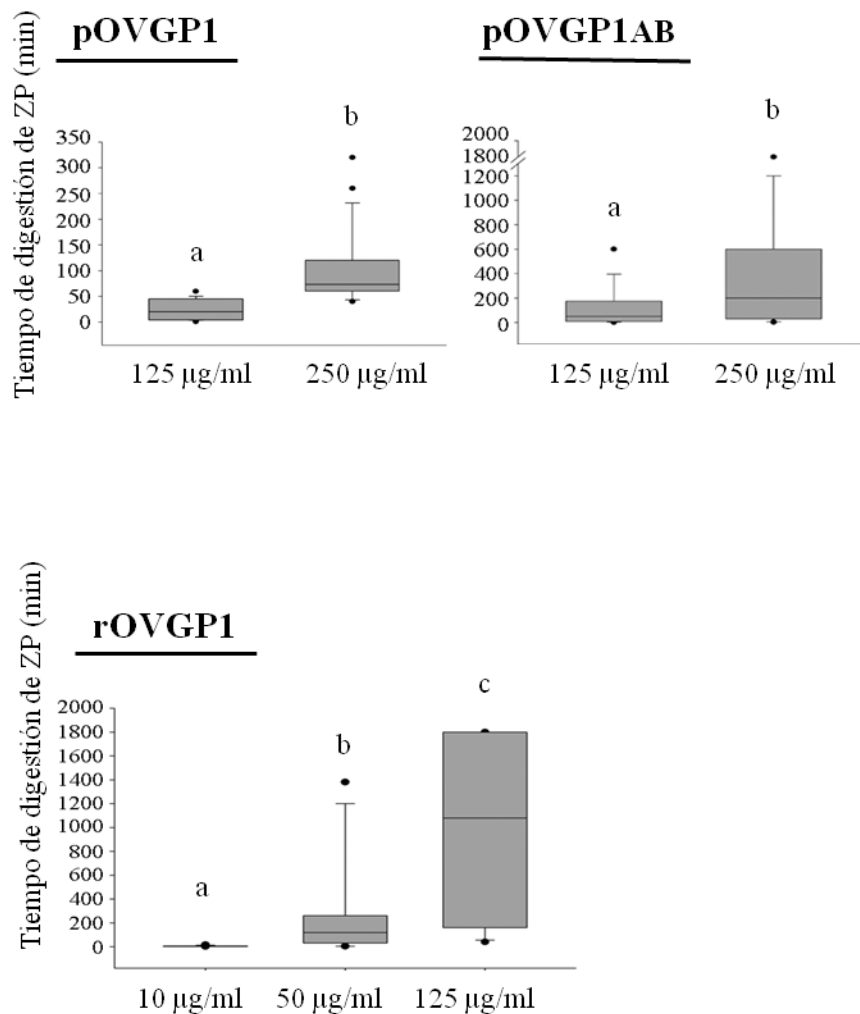 pOVGP1
pOVGP1AB
Tiempo de digestión de ZP (min)
350
300
250
200
150
100
50
0
a
b
125 µg/ml
250 µg/ml
2000
1800
1200
1000
800
600
400
200
0
a
b
125 µg/ml
250 µg/ml
rOVGP1
Tiempo de digestión de ZP (min)
2000
1800
1600
1400
1200
1000
800
600
400
200
0
a
b
c
10 µg/ml
50 µg/ml
125 µg/ml